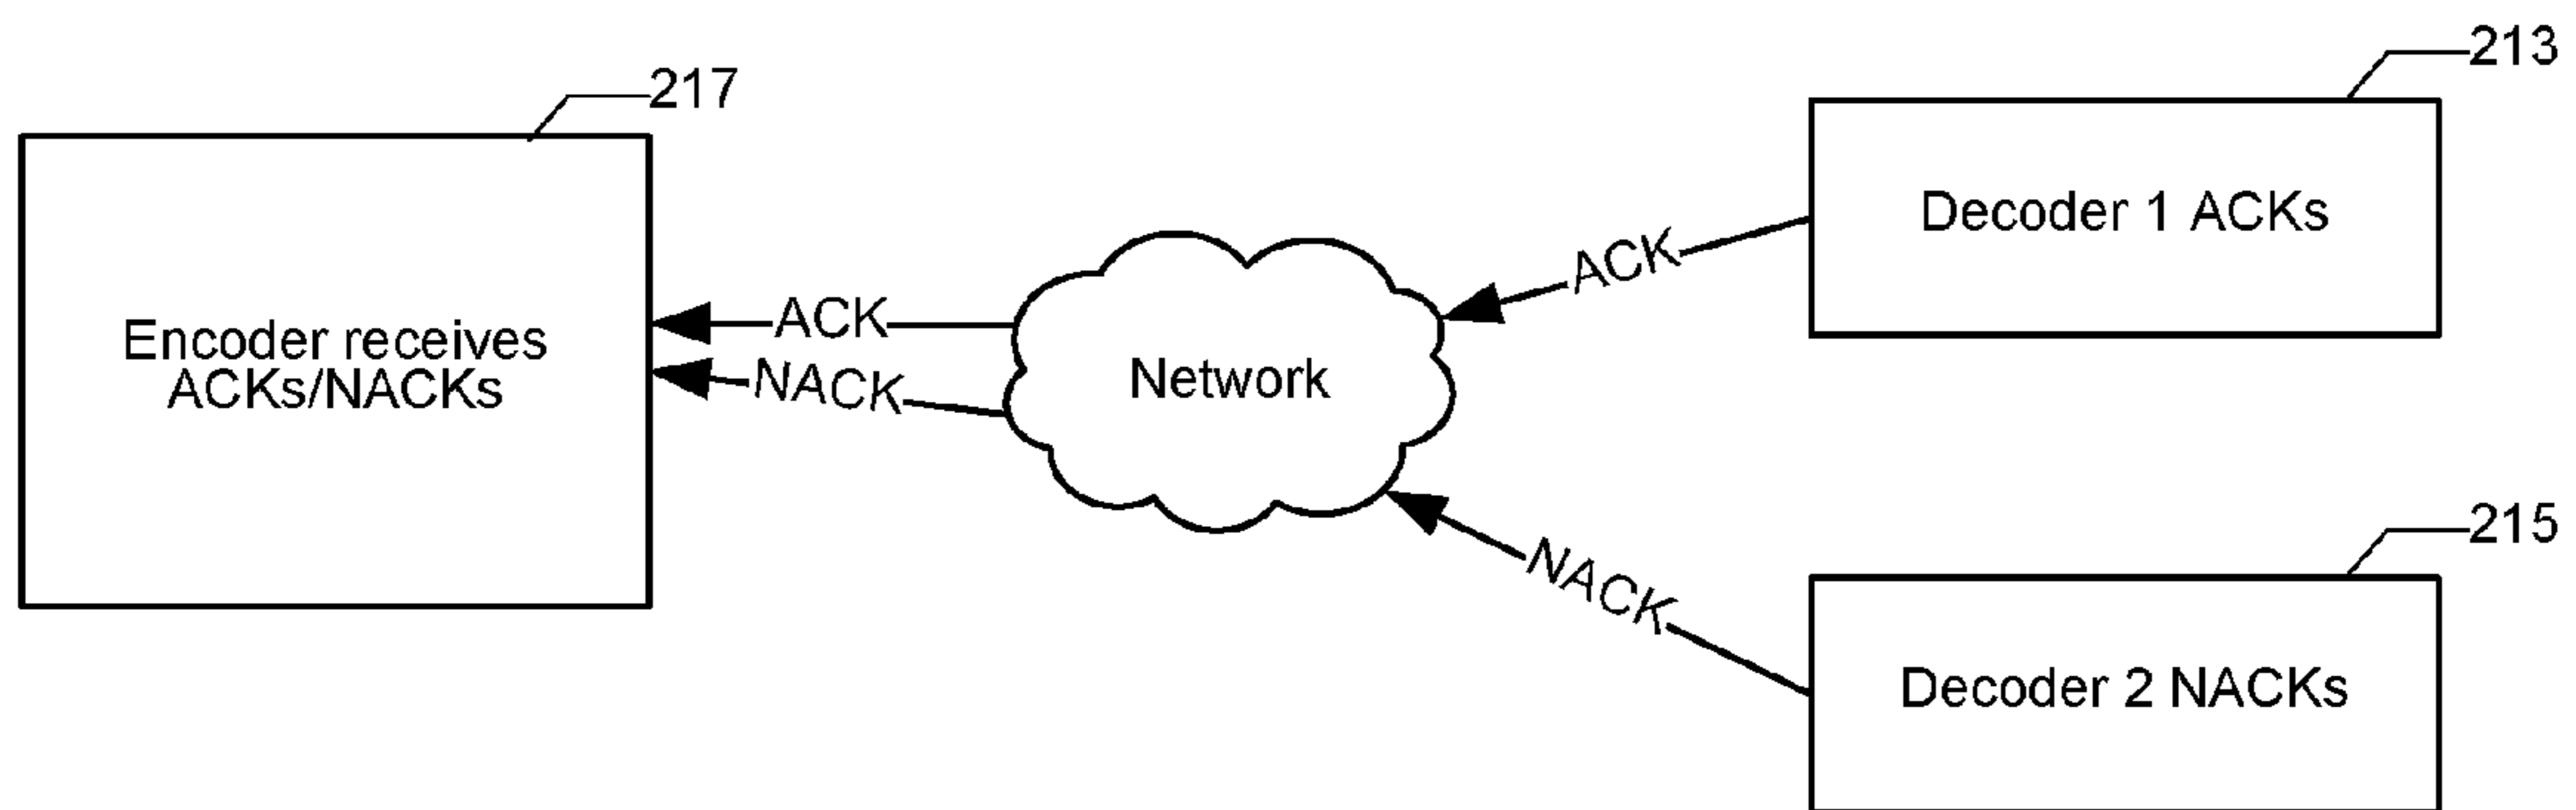 217
213
Encoder receives
ACKs/NACKs
ACK
NACK
Network
ACK
NACK
Decoder 1 ACKs
215
Decoder 2 NACKs